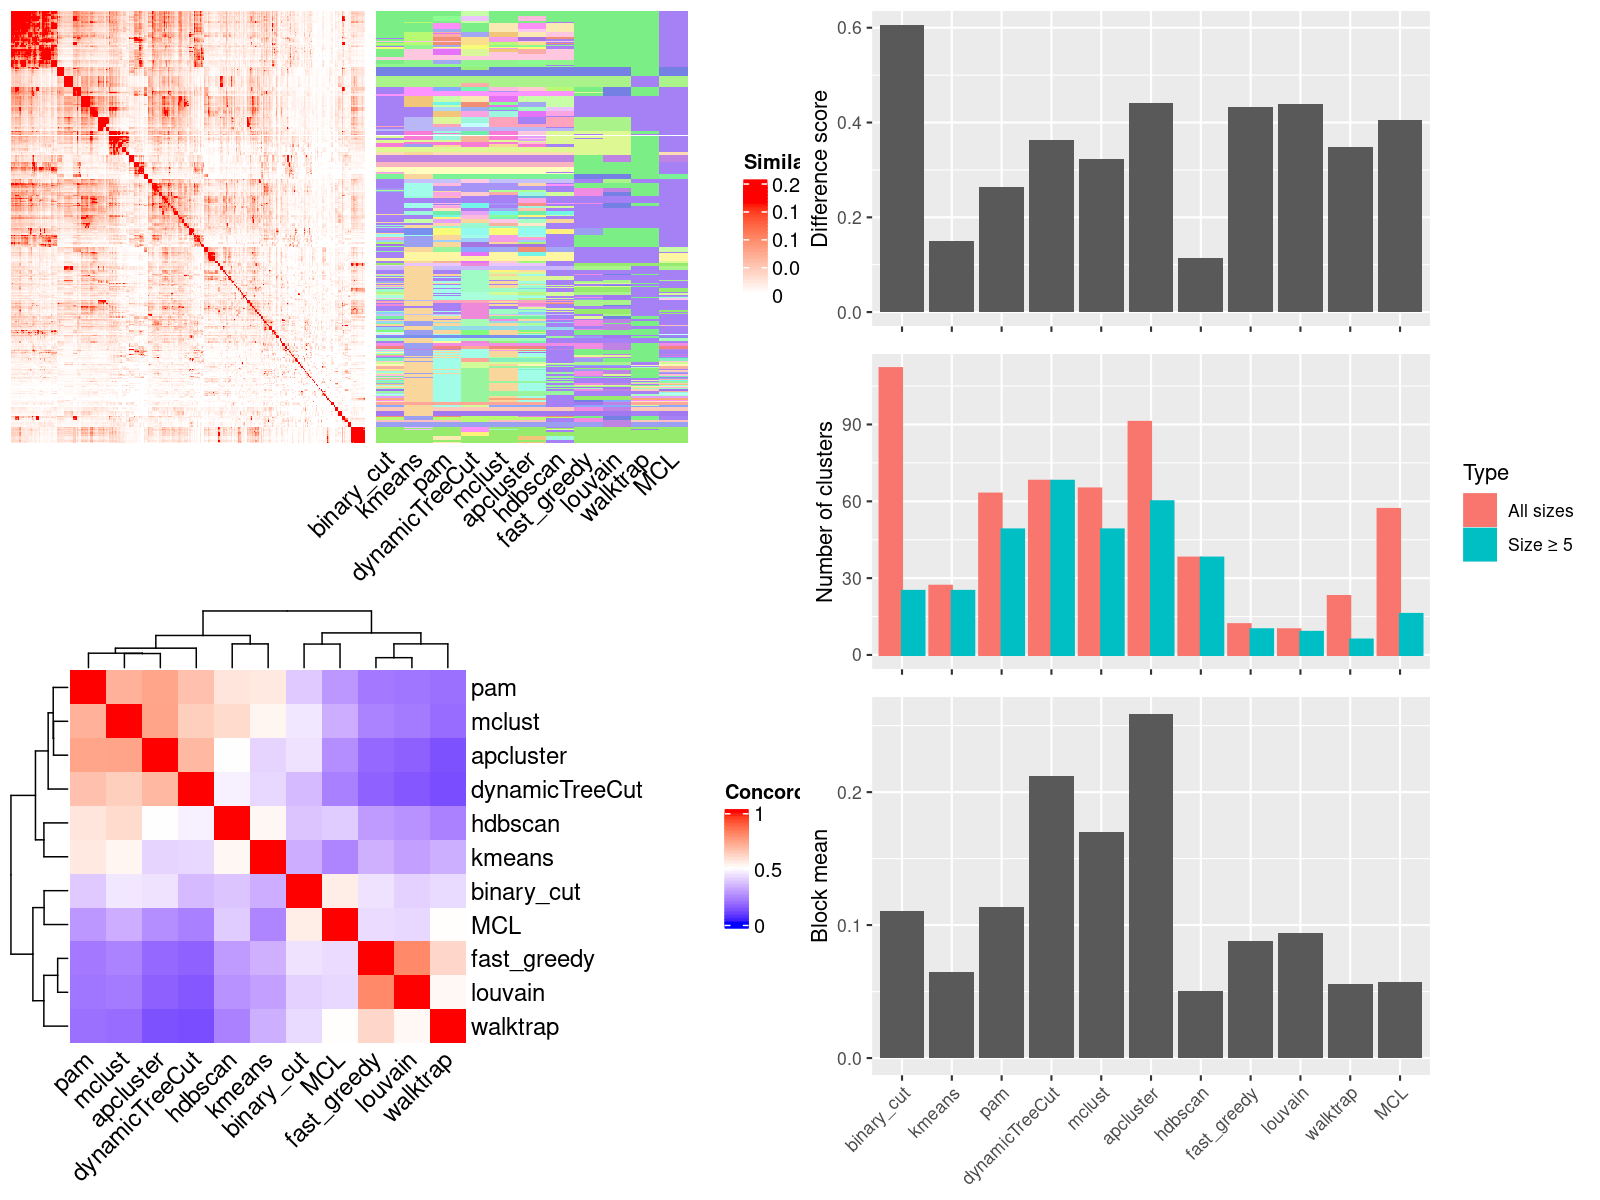 Simila
0.2
0.1
0.1
0.0
0
binary_cut
kmeans
pam
dynamicTreeCut
mclust
apcluster
hdbscan
fast_greedy
louvain
walktrap
MCL
pam
mclust
apcluster
dynamicTreeCut
hdbscan
kmeans
binary_cut
MCL
fast_greedy
louvain
walktrap
pam
mclust
apcluster
dynamicTreeCut
hdbscan
kmeans
binary_cut
MCL
fast_greedy
louvain
walktrap
Concord
1
0.5
0
Difference score
0.6
0.4
0.2
0.0
Number of clusters
90
60
30
0
Type
All sizes
Size ≥ 5
Block mean
0.2
0.1
0.0
binary_cut
kmeans
pam
dynamicTreeCut
mclust
apcluster
hdbscan
fast_greedy
louvain
walktrap
MCL